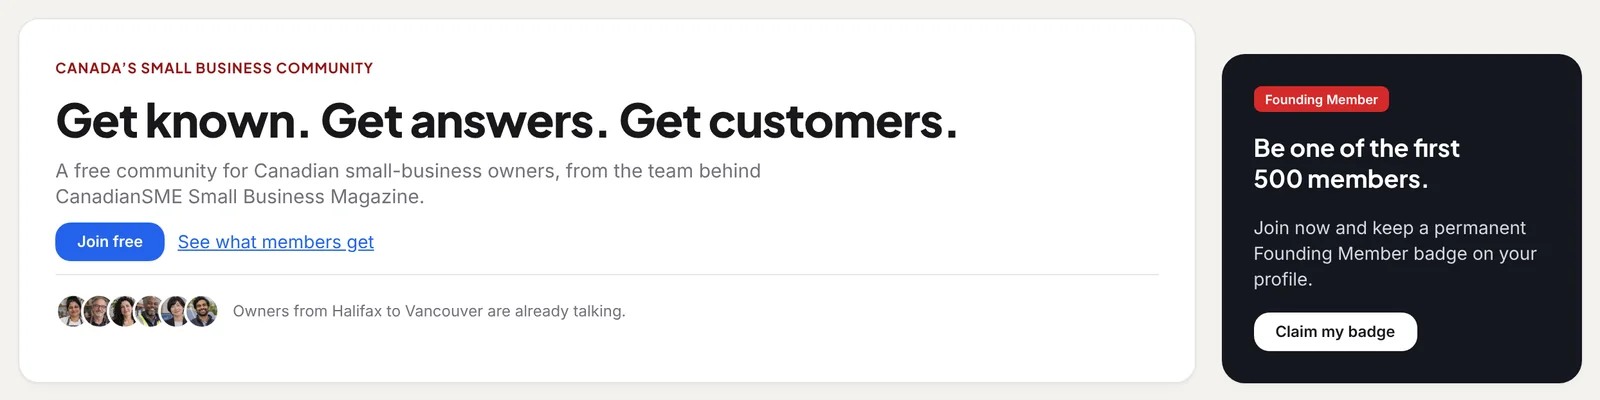 CANADA’S SMALL BUSINESS COMMUNITY
Get known. Get answers. Get customers.
A free community for Canadian small-business owners, from the team behind
CanadianSME Small Business Magazine.
Join free
See what members get
Owners from Halifax to Vancouver are already talking.
Founding Member
Be one of the first
500 members.
Join now and keep a permanent
Founding Member badge on your
profile.
Claim my badge